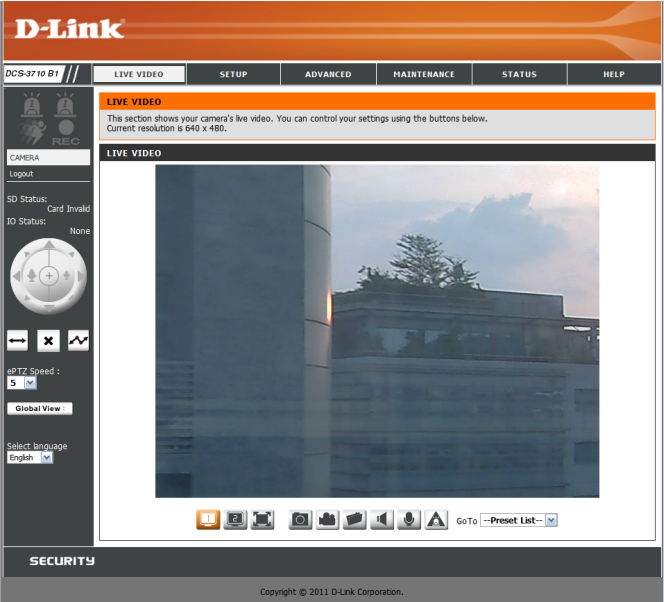 D-Link
DCS-3710 B1 //
LIVE VIDEO
SETUP
ADVANCED
MAINTENANCE
STATUS
HELP
REC
CAMERA
Logout
SD Status:
Card Invalid
IO Status:
None
ePTZ Speed :
5
Global View :
Select language
English
LIVE VIDEO
This section shows your camera's live video. You can control your settings using the buttons below.
Current resolution is 640 x 480.
LIVE VIDEO
1
2
GoTo --Preset List--
SECURITY
Copyright © 2011 D-Link Corporation.